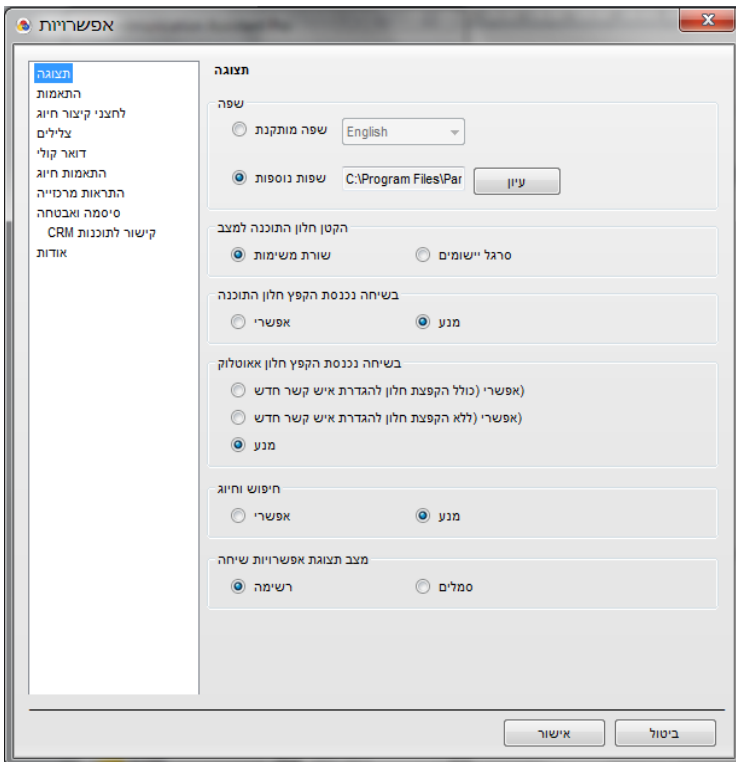 אפשרויות
תצוגה
התאמות
לחצני קיצור חיוג
צלילים
דואר קולי
התאמות חיוג
התראות מרכזייה
סיסמה ואבטחה
קישור לתוכנות CRM
אודות
תצוגה
שפה
שפה מותקנת English
שפות נוספות C:\Program Files\Par עיון
הקטן חלון התוכנה למצב
שורת משימות סרגל יישומים
בשיחה נכנסת הקפץ חלון התוכנה
אפשרי מנע
בשיחה נכנסת הקפץ חלון אאוטלוק
אפשרי (כולל הקפצת חלון להגדרת איש קשר חדש)
אפשרי (ללא הקפצת חלון להגדרת איש קשר חדש)
מנע
חיפוש וחיוג
אפשרי מנע
מצב תצוגת אפשרויות שיחה
רשימה סמלים
אישור ביטול